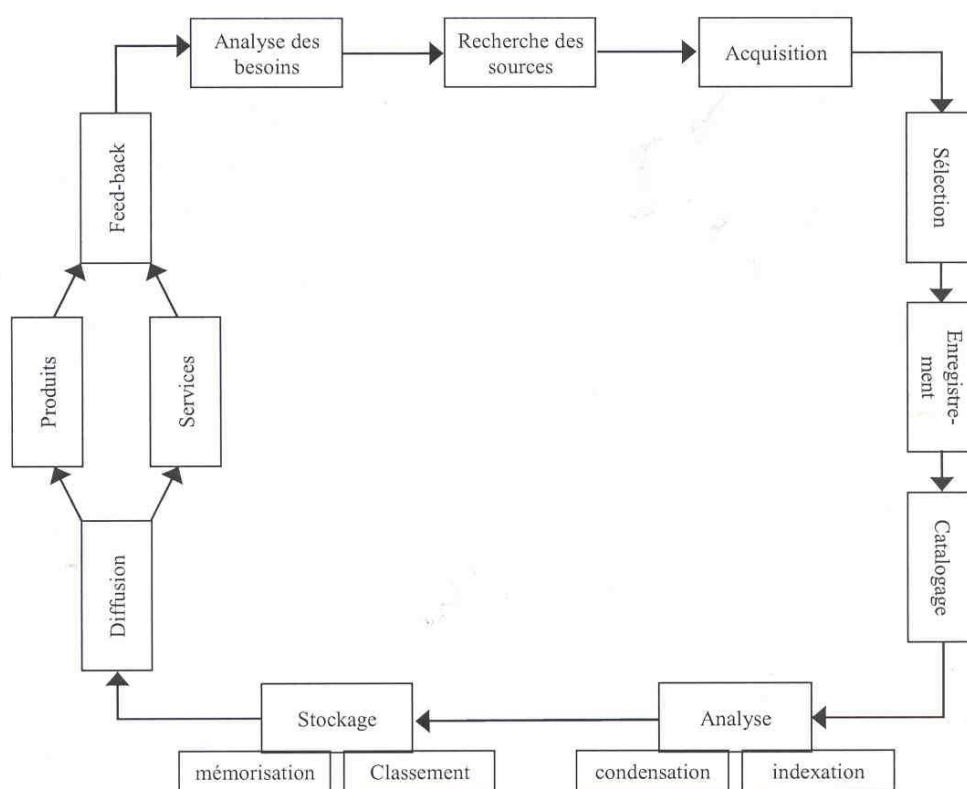 Analyse des
besoins
Recherche des
sources
Acquisition
Sélection
Enregistre-
ment
Catalogage
Analyse
condensation
indexation
Stockage
mémorisation
Classement
Diffusion
Produits
Services
Feed-back